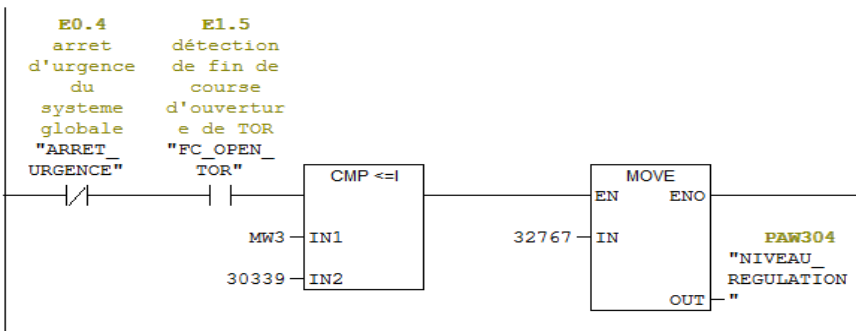 E0.4
arret
d'urgence
du
systeme
globale
"ARRET_
URGENCE"
E1.5
détection
de fin de
course
d'ouvertur
e de TOR
"FC_OPEN_
TOR"
CMP <=I
MW3
IN1
30339
IN2
MOVE
EN
ENO
32767
IN
OUT
PAW304
"NIVEAU_
REGULATION
"